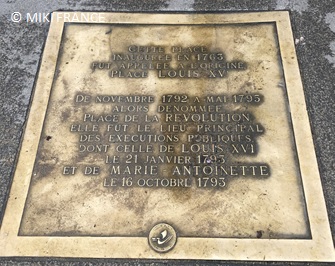 © MIKI FRANCE
CETTE PLACE
INAUGURÉE EN 1763
FUT APPELÉE A L'ORIGINE
PLACE LOUIS XV
DE NOVEMBRE 1792 A MAI 1795
ALORS DENOMMEE
PLACE DE LA REVOLUTION
ELLE FUT LE LIEU PRINCIPAL
DES EXECUTIONS PUBLIQUES
DONT CELLE DE LOUIS XVI
LE 21 JANVIER 1793
ET DE MARIE ANTOINETTE
LE 16 OCTOBRE 1793